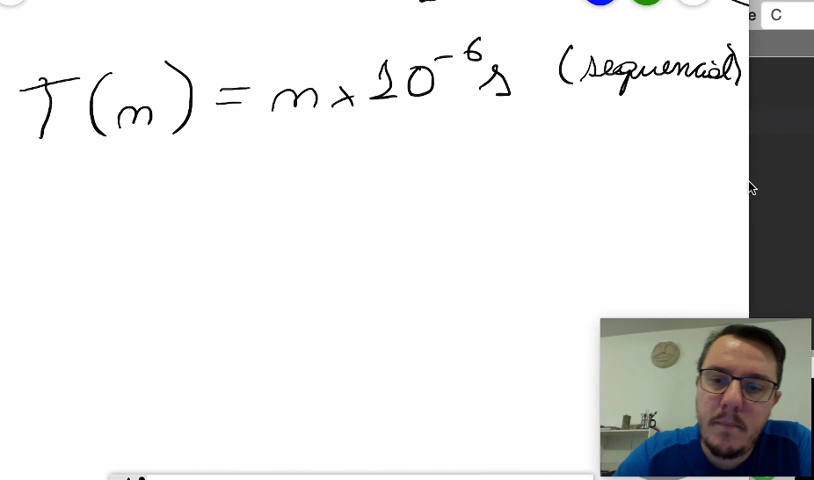 T(n) = n x 10⁻⁶ s (sequencial)
e C